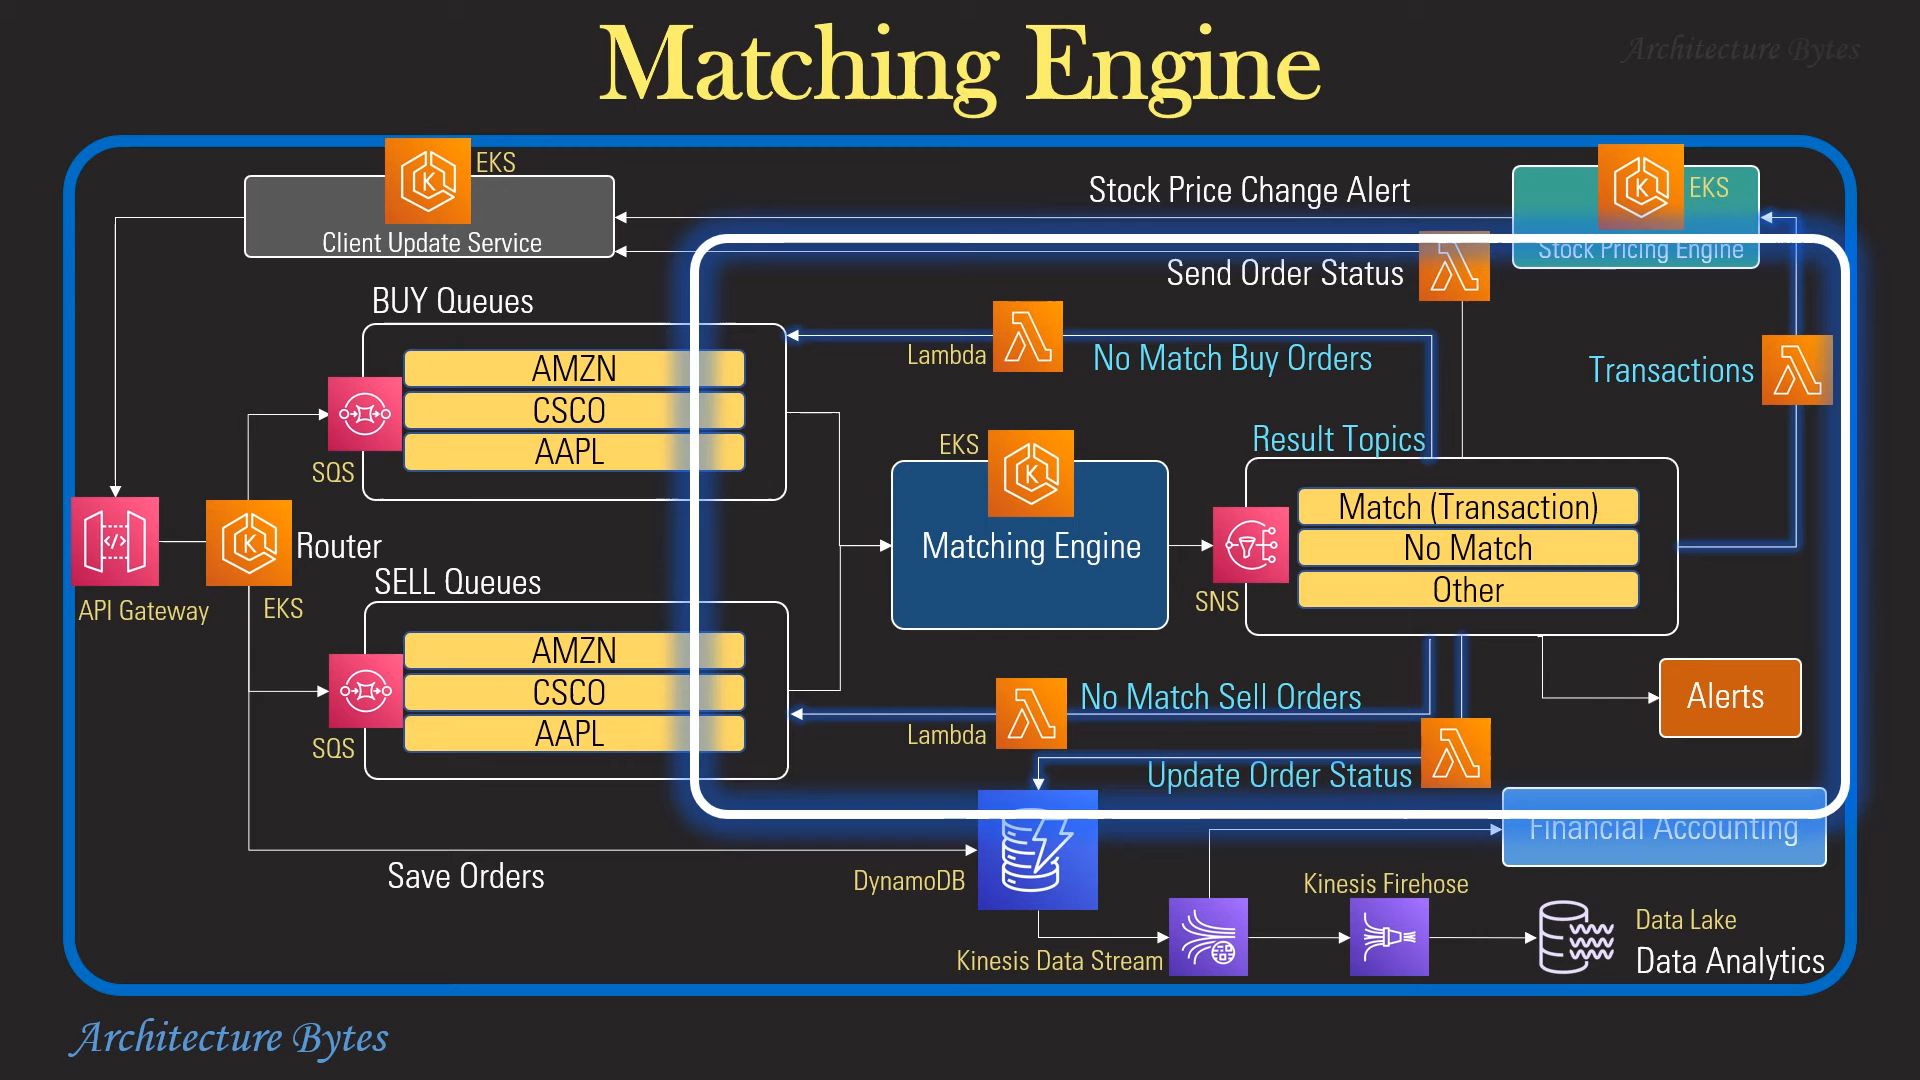 Matching Engine
Architecture Bytes
EKS
Client Update Service
Stock Price Change Alert
EKS
Stock Pricing Engine
Send Order Status
BUY Queues
AMZN
CSCO
AAPL
SQS
Lambda
No Match Buy Orders
Transactions
Result Topics
EKS
Matching Engine
Match (Transaction)
No Match
Other
SNS
Router
API Gateway
EKS
SELL Queues
AMZN
CSCO
AAPL
SQS
Lambda
No Match Sell Orders
Alerts
Update Order Status
Financial Accounting
Save Orders
DynamoDB
Kinesis Data Stream
Kinesis Firehose
Data Lake
Data Analytics
Architecture Bytes